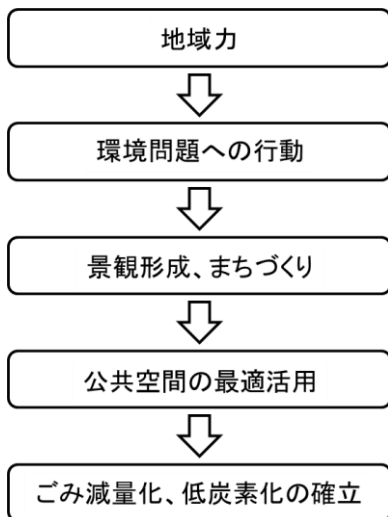 地域力
環境問題への行動
景観形成、まちづくり
公共空間の最適活用
ごみ減量化、低炭素化の確立